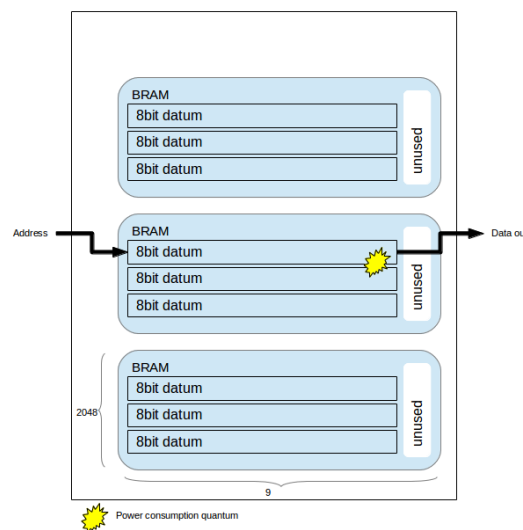 BRAM
8bit datum
8bit datum
8bit datum
unused
BRAM
Address
8bit datum
8bit datum
8bit datum
unused
Data ou
BRAM
8bit datum
8bit datum
8bit datum
unused
2048
9
Power consumption quantum